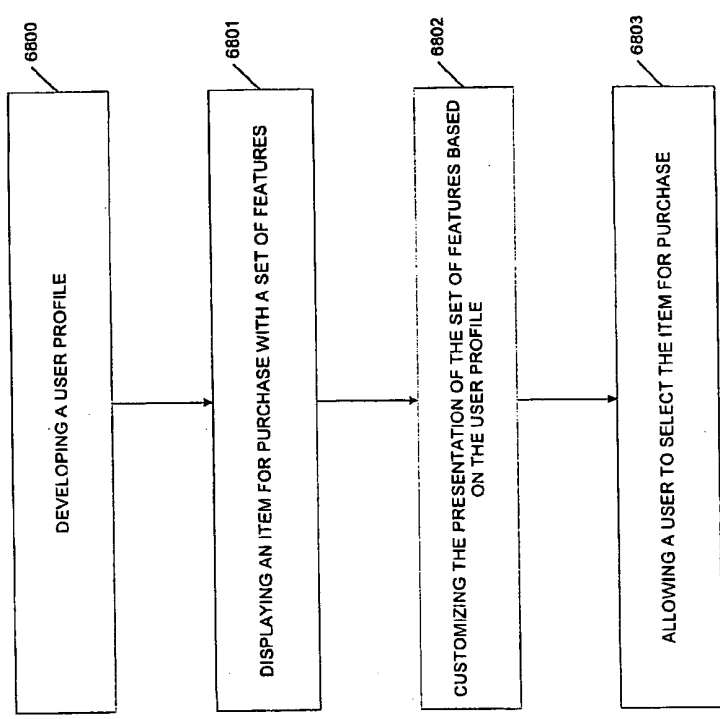 6800
DEVELOPING A USER PROFILE
6801
DISPLAYING AN ITEM FOR PURCHASE WITH A SET OF FEATURES
6802
CUSTOMIZING THE PRESENTATION OF THE SET OF FEATURES BASED
ON THE USER PROFILE
6803
ALLOWING A USER TO SELECT THE ITEM FOR PURCHASE